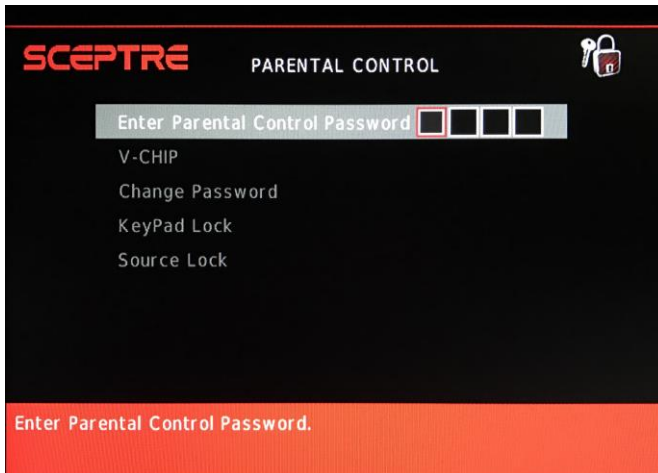 SCEPTRE
PARENTAL CONTROL
Enter Parental Control Password
V-CHIP
Change Password
KeyPad Lock
Source Lock
Enter Parental Control Password.